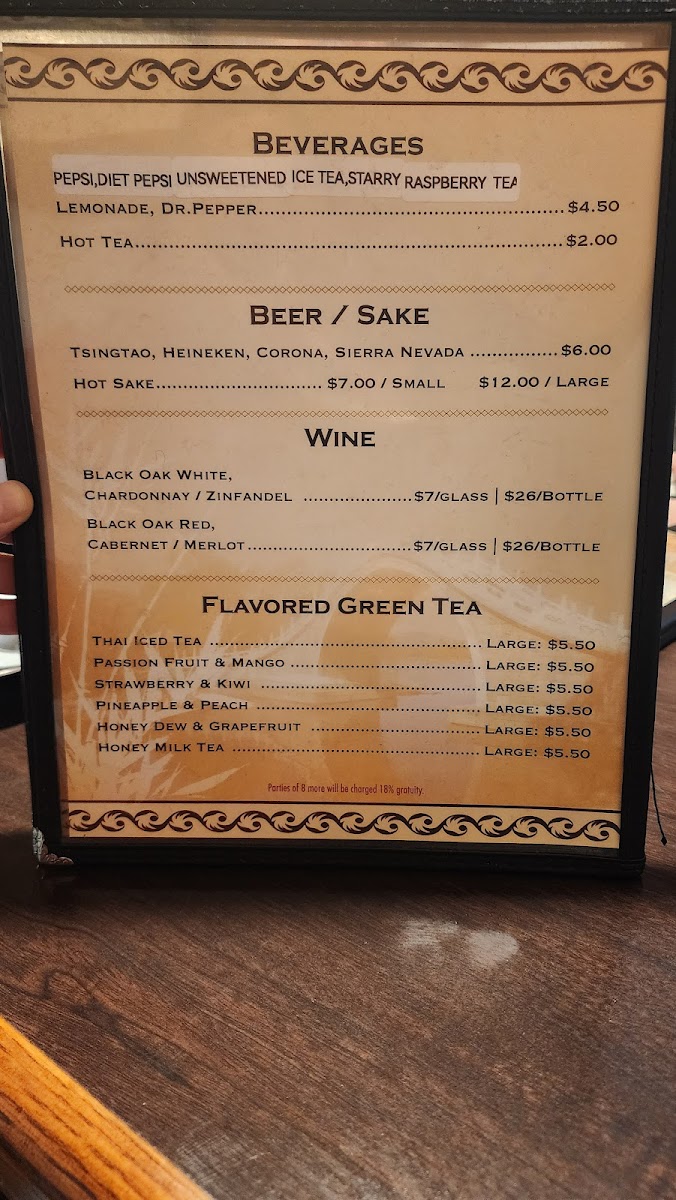 BEVERAGES
PEPSI,DIET PEPSI UNSWEETENED ICE TEA,STARRY RASPBERRY TEA
LEMONADE, DR.PEPPER....................................................$4.50
HOT TEA........................................................................$2.00
BEER / SAKE
TSINGTAO, HEINEKEN, CORONA, SIERRA NEVADA ................$6.00
HOT SAKE.............................. $7.00 / SMALL $12.00 / LARGE
WINE
BLACK OAK WHITE,
CHARDONNAY / ZINFANDEL .....................$7/GLASS | $26/BOTTLE
BLACK OAK RED,
CABERNET / MERLOT...............................$7/GLASS | $26/BOTTLE
FLAVORED GREEN TEA
THAI ICED TEA .................................................. LARGE: $5.50
PASSION FRUIT & MANGO ................................... LARGE: $5.50
STRAWBERRY & KIWI ........................................ LARGE: $5.50
PINEAPPLE & PEACH ......................................... LARGE: $5.50
HONEY DEW & GRAPEFRUIT ............................... LARGE: $5.50
HONEY MILK TEA ............................................. LARGE: $5.50
Parties of 8 more will be charged 18% gratuity.